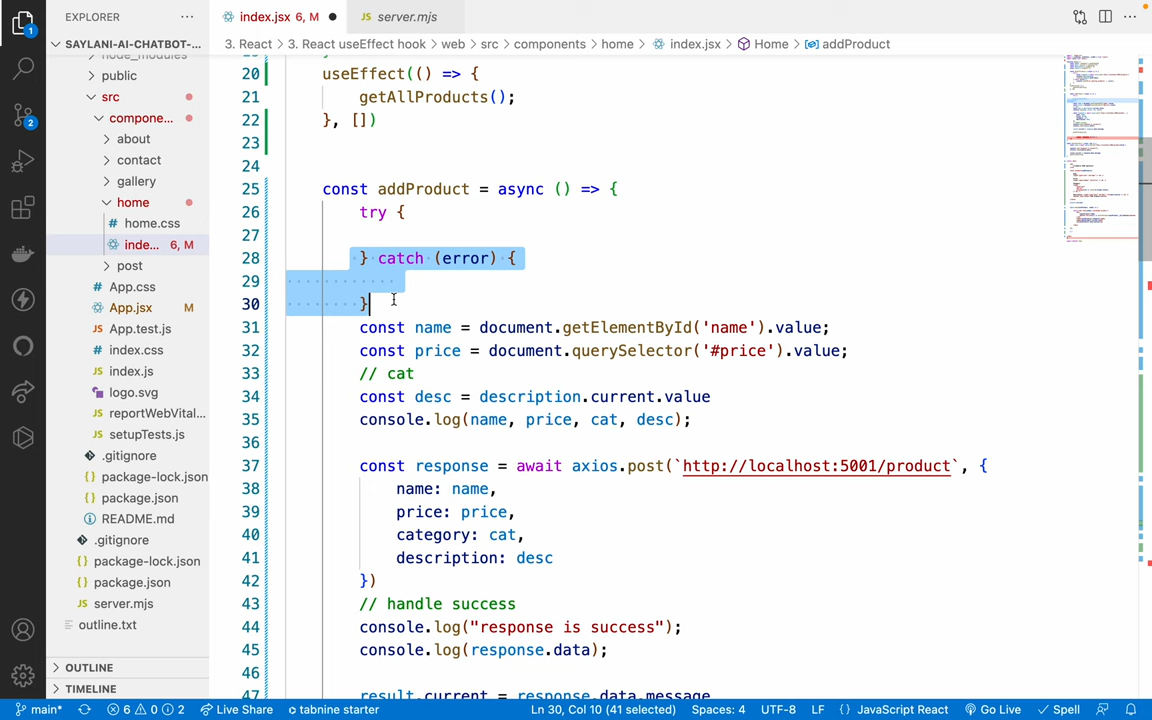 EXPLORER
index.jsx 6, M
server.mjs
SAYLANI-AI-CHATBOT-...
3. React > 3. React useEffect hook > web > src > components > home > index.jsx > Home > addProduct
node_modules
public
src
compone...
about
contact
gallery
home
home.css
inde... 6, M
post
App.css
App.jsx M
App.test.js
index.css
index.js
logo.svg
reportWebVital...
setupTests.js
.gitignore
package-lock.json
package.json
README.md
.gitignore
package-lock.json
package.json
server.mjs
outline.txt
OUTLINE
TIMELINE
20 useEffect(() => {
21 getAllProducts();
22 }, [])
23
24
25 const addProduct = async () => {
26 try {
27
28 } catch (error) {
29
30 }
31 const name = document.getElementById('name').value;
32 const price = document.querySelector('#price').value;
33 // cat
34 const desc = description.current.value
35 console.log(name, price, cat, desc);
36
37 const response = await axios.post(`http://localhost:5001/product`, {
38 name: name,
39 price: price,
40 category: cat,
41 description: desc
42 })
43 // handle success
44 console.log("response is success");
45 console.log(response.data);
46
47 result.current = response.data.message
main* 6 0 2 Live Share tabnine starter Ln 30, Col 10 (41 selected) Spaces: 4 UTF-8 LF {} JavaScript React Go Live Spell